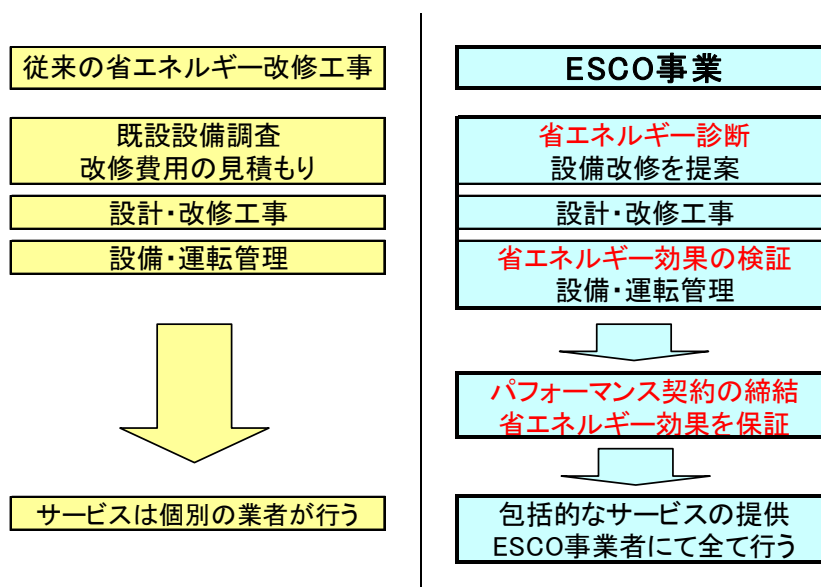 従来の省エネルギー改修工事
既設設備調査
改修費用の見積もり
設計・改修工事
設備・運転管理
サービスは個別の業者が行う
ESCO事業
省エネルギー診断
設備改修を提案
設計・改修工事
省エネルギー効果の検証
設備・運転管理
パフォーマンス契約の締結
省エネルギー効果を保証
包括的なサービスの提供
ESCO事業者にて全て行う